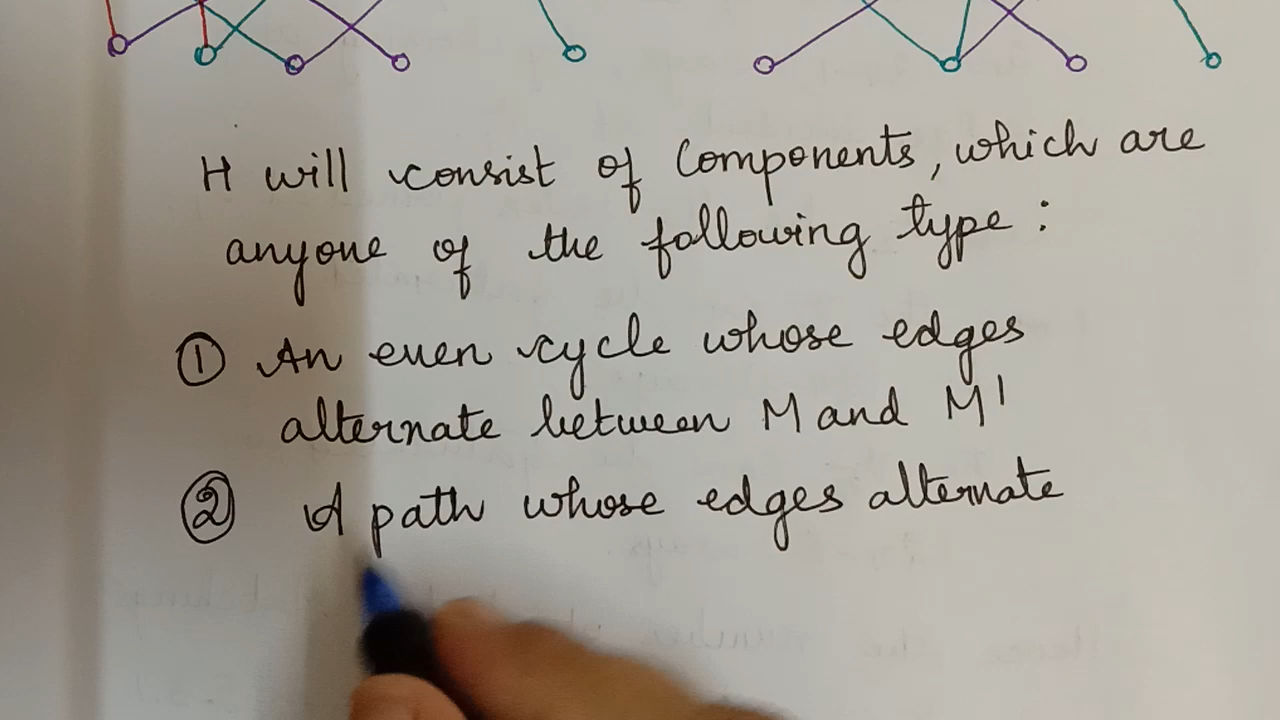 H will consist of Components, which are
anyone of the following type :
① An even cycle whose edges
alternate between M and M'
② A path whose edges alternate